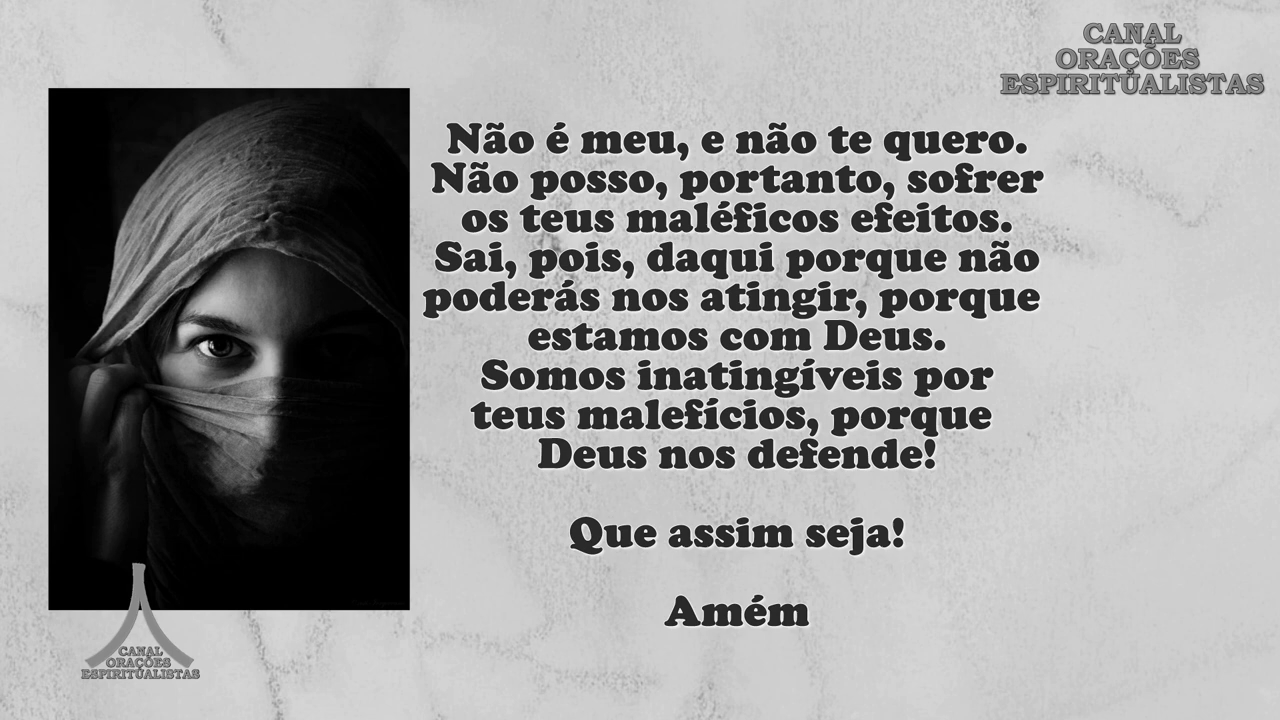 CANAL
ORAÇÕES
ESPIRITUALISTAS
Não é meu, e não te quero.
Não posso, portanto, sofrer
os teus maléficos efeitos.
Sai, pois, daqui porque não
poderás nos atingir, porque
estamos com Deus.
Somos inatingíveis por
teus malefícios, porque
Deus nos defende!
Que assim seja!
Amém
CANAL
ORAÇÕES
ESPIRITUALISTAS